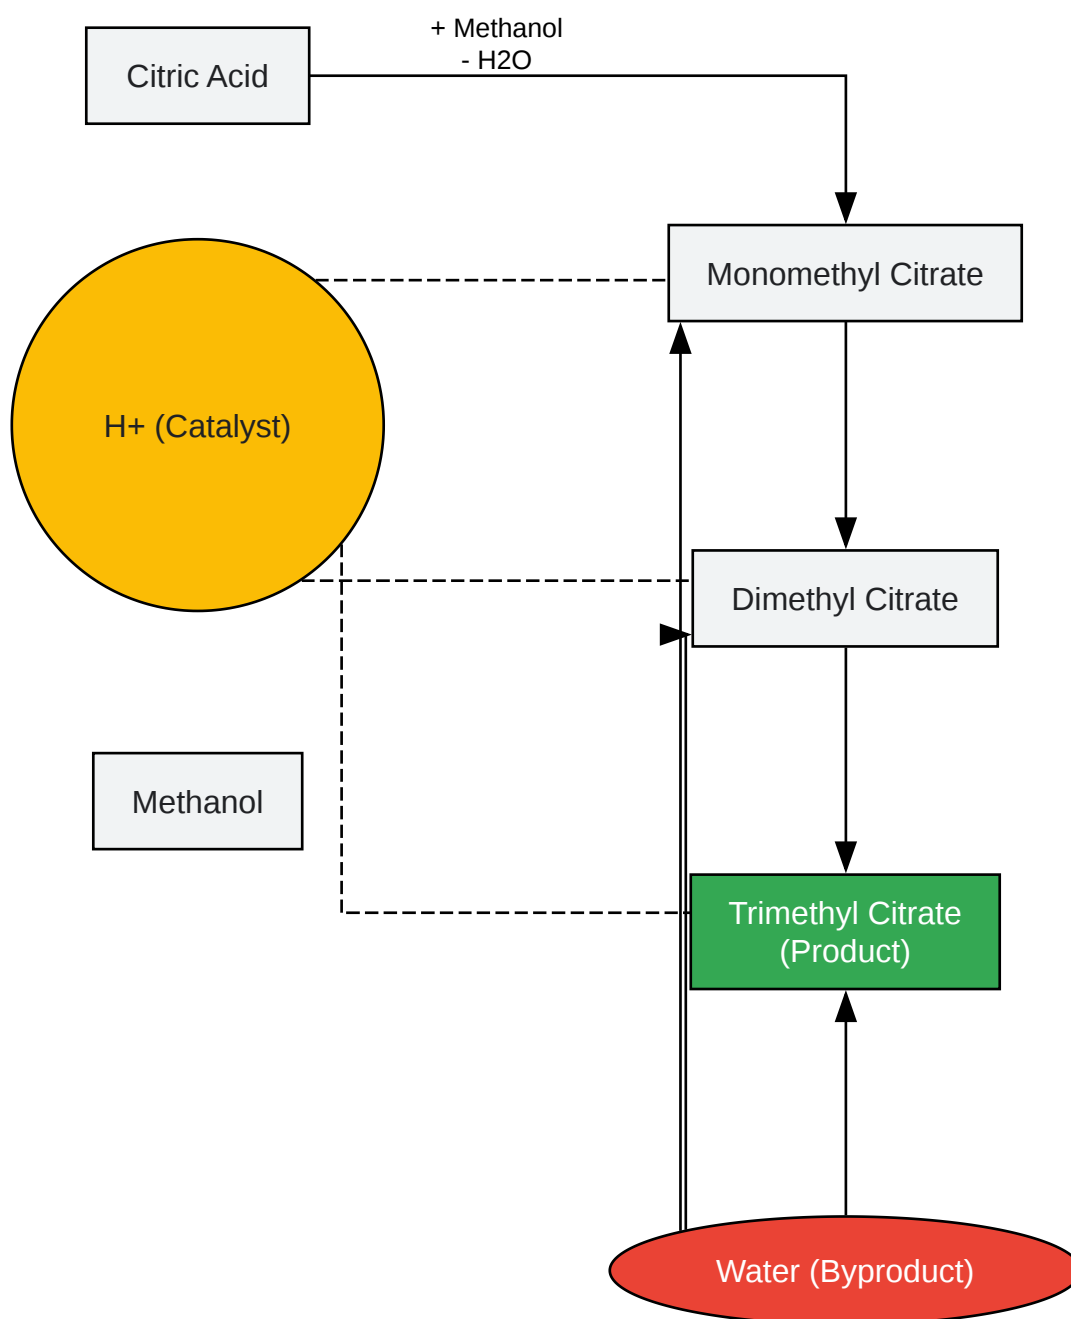 + Methanol
- H2O
Citric Acid
Monomethyl Citrate
H+ (Catalyst)
Dimethyl Citrate
Methanol
Trimethyl Citrate
(Product)
Water (Byproduct)